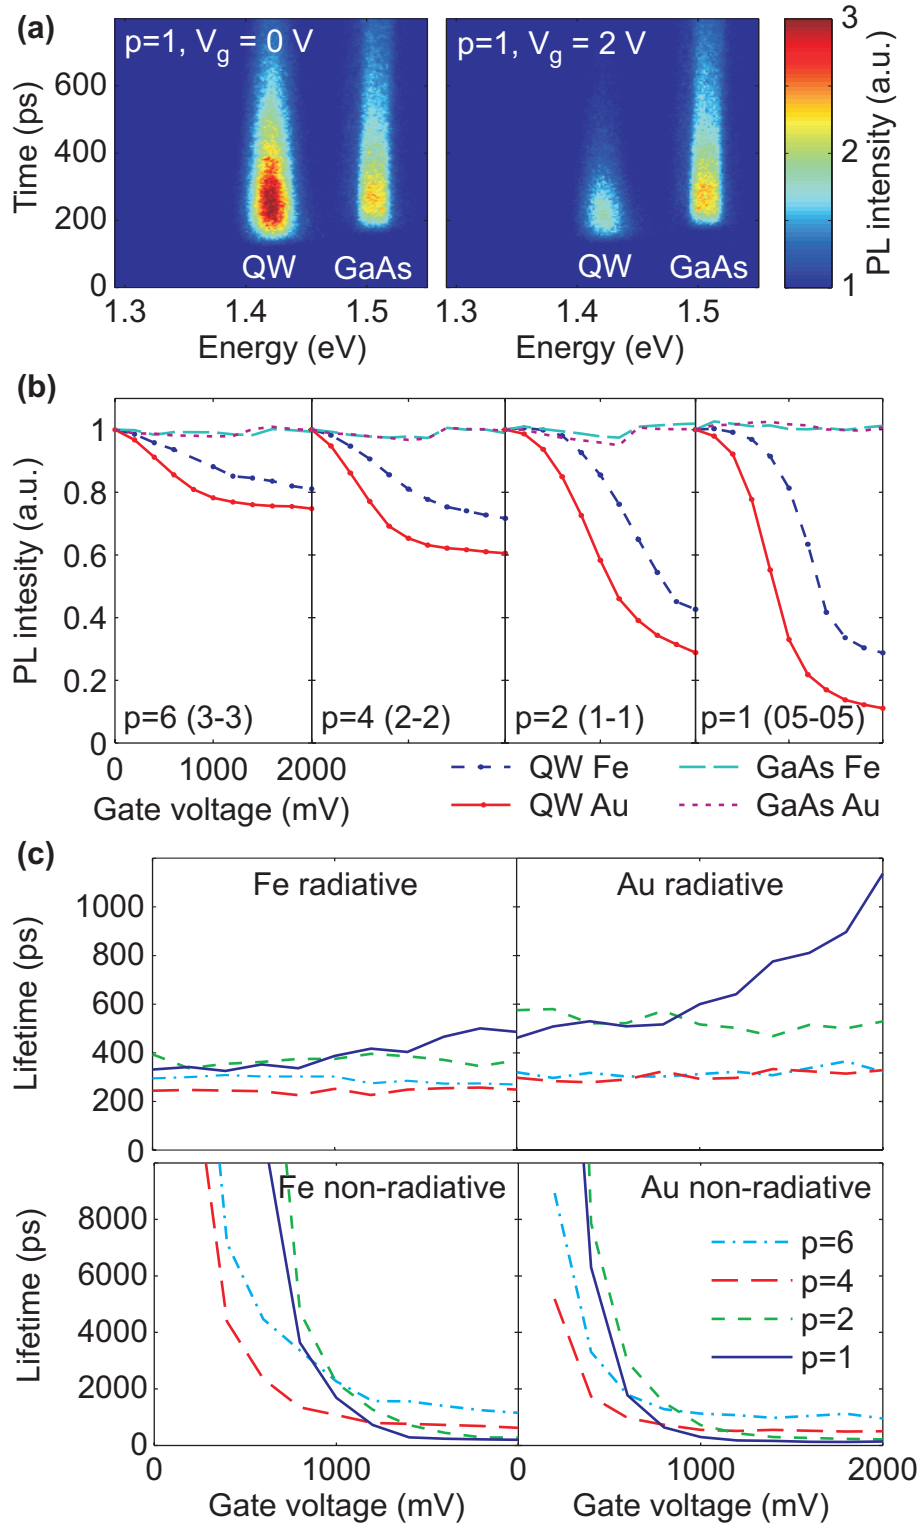 (a)
p=1, Vg = 0 V
p=1, Vg = 2 V
QW
GaAs
QW
GaAs
Time (ps)
600
400
200
0
1.3
1.4
1.5
1.3
1.4
1.5
Energy (eV)
Energy (eV)
3
2
1
PL intensity (a.u.)
(b)
PL intesity (a.u.)
1
0.8
0.6
0.4
0.2
0
p=6 (3-3)
p=4 (2-2)
p=2 (1-1)
p=1 (05-05)
0
1000
2000
Gate voltage (mV)
QW Fe
GaAs Fe
QW Au
GaAs Au
(c)
Fe radiative
Au radiative
Lifetime (ps)
1000
800
600
400
200
0
Fe non-radiative
Au non-radiative
Lifetime (ps)
8000
6000
4000
2000
0
p=6
p=4
p=2
p=1
0
1000
0
1000
2000
Gate voltage (mV)
Gate voltage (mV)